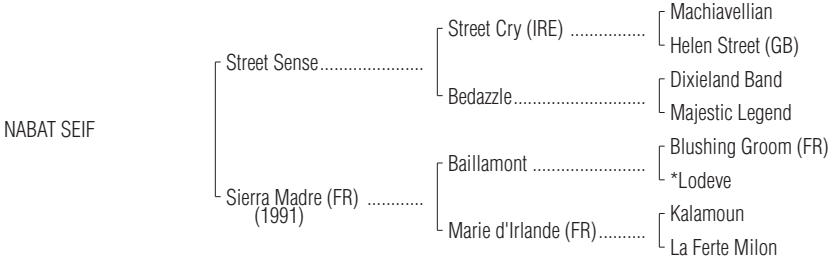 Machiavellian
Street Cry (IRE) ................
Helen Street (GB)
Street Sense......................
Dixieland Band
Bedazzle............................
Majestic Legend
NABAT SEIF
Blushing Groom (FR)
Baillamont ........................
*Lodeve
Sierra Madre (FR) ............
(1991)
Kalamoun
Marie d'Irlande (FR)..........
La Ferte Milon